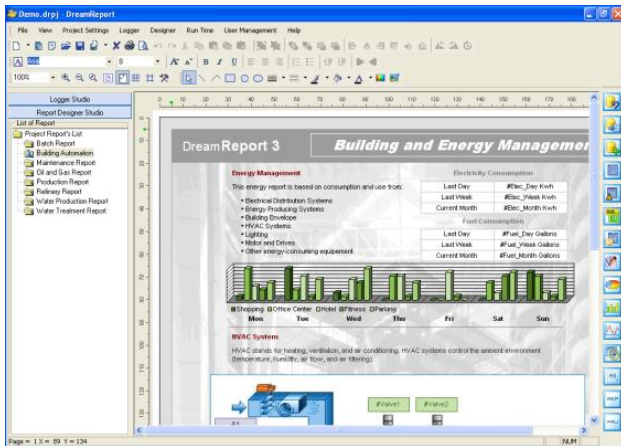 Demo.drpj - DreamReport
File View Project Settings Logger Designer Run Time User Management Help
Arial 8
100%
Logger Studio
Report Designer Studio
List of Report
Project Report's List
Batch Report
Building Automation
Maintenance Report
Oil and Gas Report
Production Report
Refinery Report
Water Production Report
Water Treatment Report
Dream Report 3 Building and Energy Managemen
Energy Management
This energy report is based on consumption and use from:
• Electrical Distribution Systems
• Energy Producing Systems
• Building Envelope
• HVAC Systems
• Lighting
• Motor and Drives
• Other energy-consuming equipement
Electricity Consumption
Last Day #Elec_Day Kwh
Last Week #Elec_Week Kwh
Current Month #Elec_Month Kwh
Fuel Consumption
Last Day #Fuel_Day Gallons
Last Week #Fuel_Week Gallons
Current Month #Fuel_Month Gallons
Shopping Office Center Hotel Fitness Parking
Mon Tue Wed Thu Fri Sat Sun
HVAC Systems
HVAC stands for heating, ventilation, and air conditioning. HVAC systems control the ambient environment
(temperature, humidity, air flow, and air filtering).
#Valve1 #Valve2
Page = 1 X = 89 Y = 134 NUM